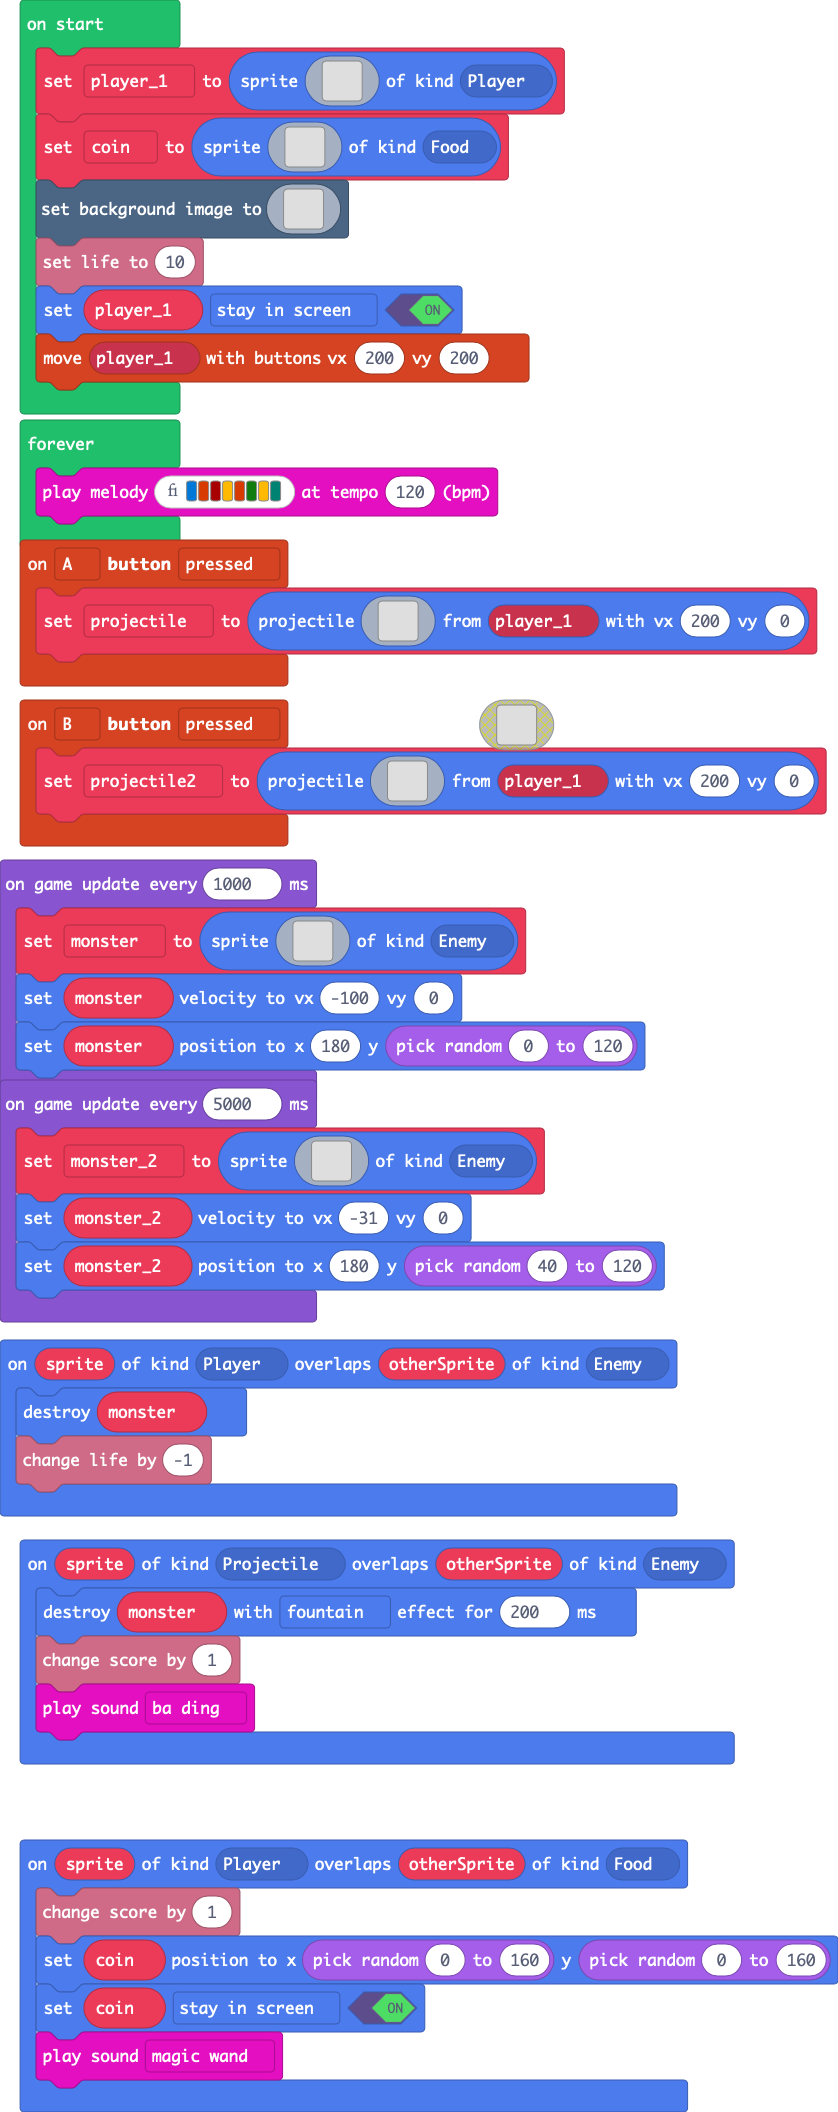 on start
set player_1 to sprite of kind Player
set coin to sprite of kind Food
set background image to
set life to 10
set player_1 stay in screen ON
move player_1 with buttons vx 200 vy 200
forever
play melody at tempo 120 (bpm)
on A button pressed
set projectile to projectile from player_1 with vx 200 vy 0
on B button pressed
set projectile2 to projectile from player_1 with vx 200 vy 0
on game update every 1000 ms
set monster to sprite of kind Enemy
set monster velocity to vx -100 vy 0
set monster position to x 180 y pick random 0 to 120
on game update every 5000 ms
set monster_2 to sprite of kind Enemy
set monster_2 velocity to vx -31 vy 0
set monster_2 position to x 180 y pick random 40 to 120
on sprite of kind Player overlaps otherSprite of kind Enemy
destroy monster
change life by -1
on sprite of kind Projectile overlaps otherSprite of kind Enemy
destroy monster with fountain effect for 200 ms
change score by 1
play sound ba ding
on sprite of kind Player overlaps otherSprite of kind Food
change score by 1
set coin position to x pick random 0 to 160 y pick random 0 to 160
set coin stay in screen ON
play sound magic wand